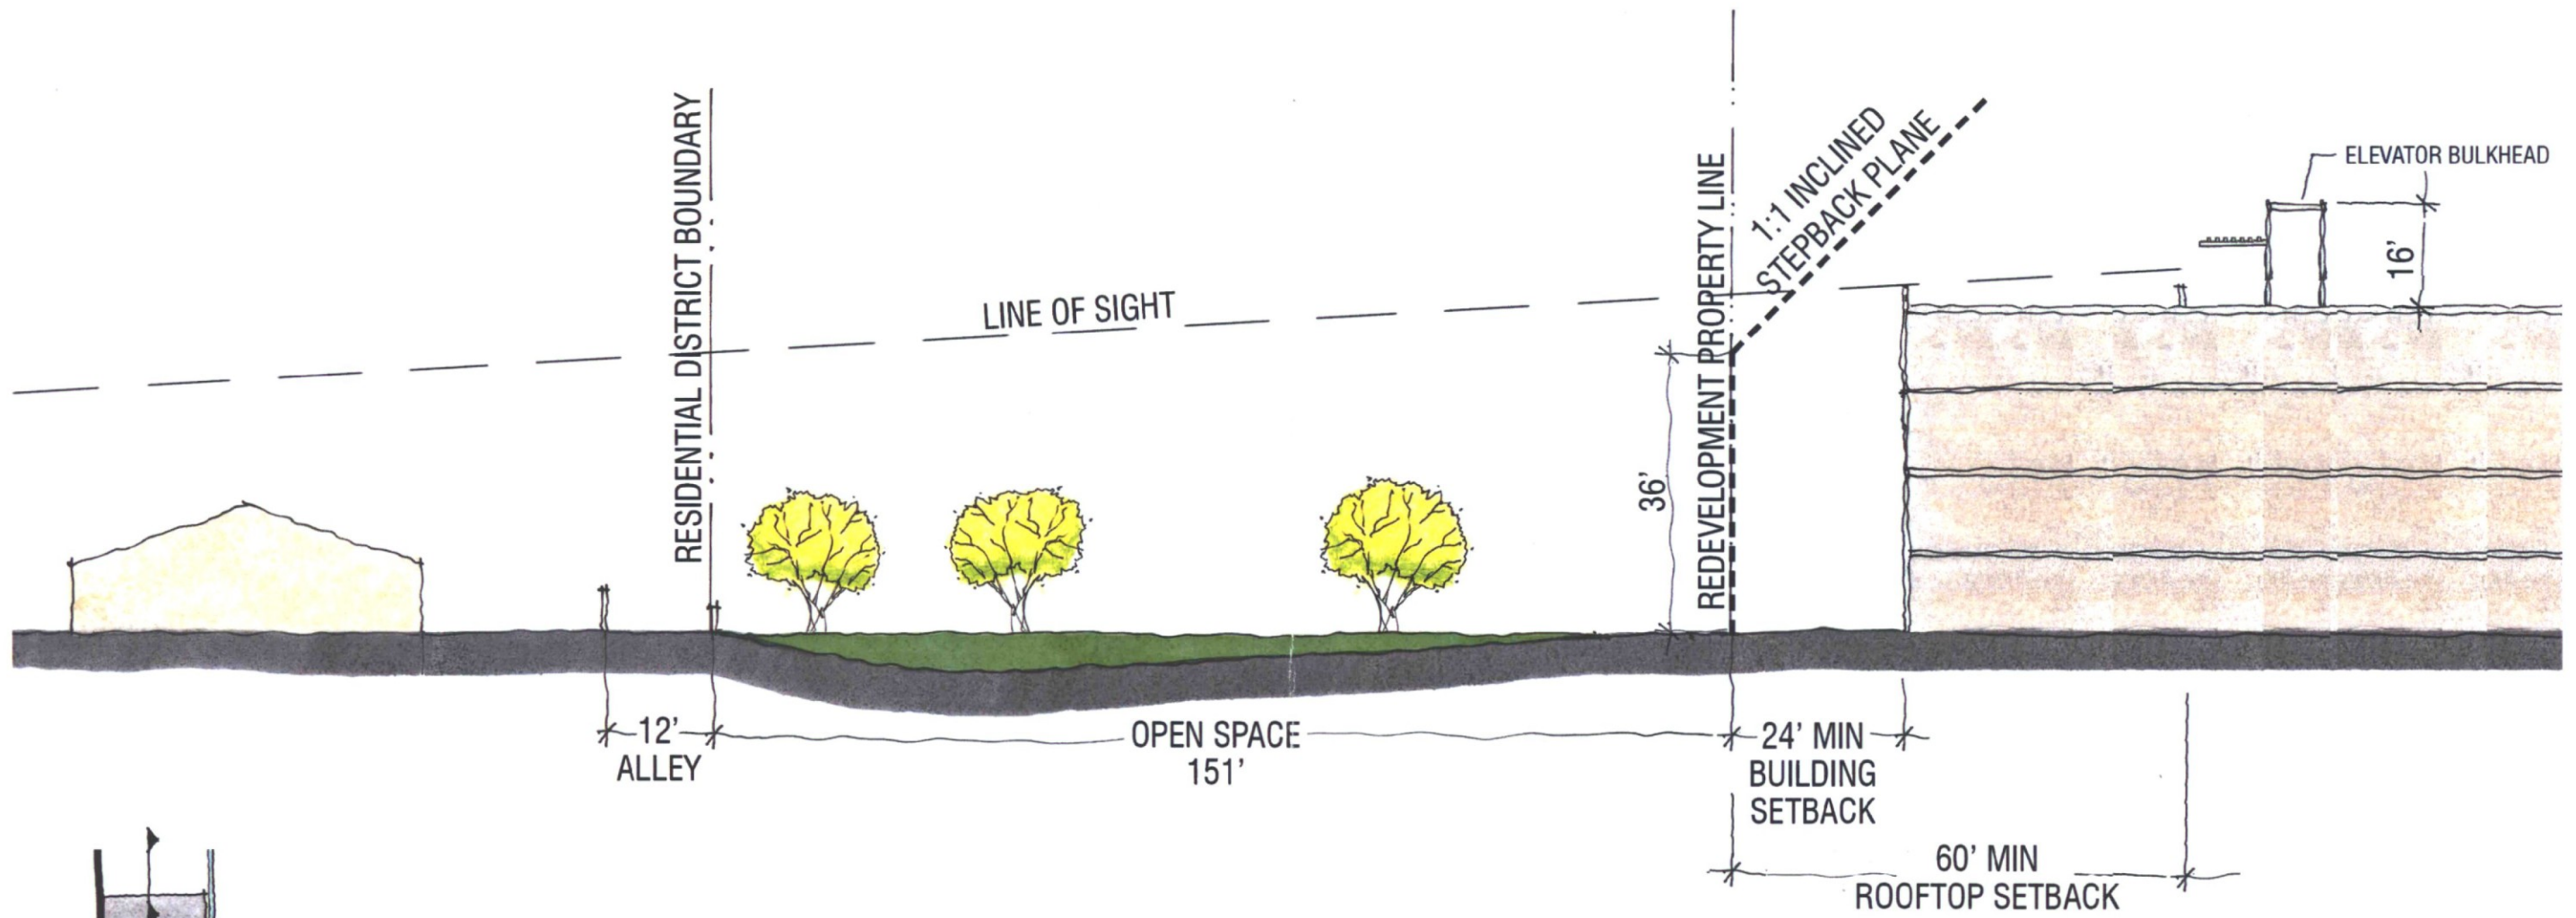 RESIDENTIAL DISTRICT BOUNDARY
LINE OF SIGHT
REDEVELOPMENT PROPERTY LINE
1:1 INCLINED
STEPBACK PLANE
ELEVATOR BULKHEAD
16'
36'
12'
ALLEY
OPEN SPACE
151'
24' MIN
BUILDING
SETBACK
60' MIN
ROOFTOP SETBACK